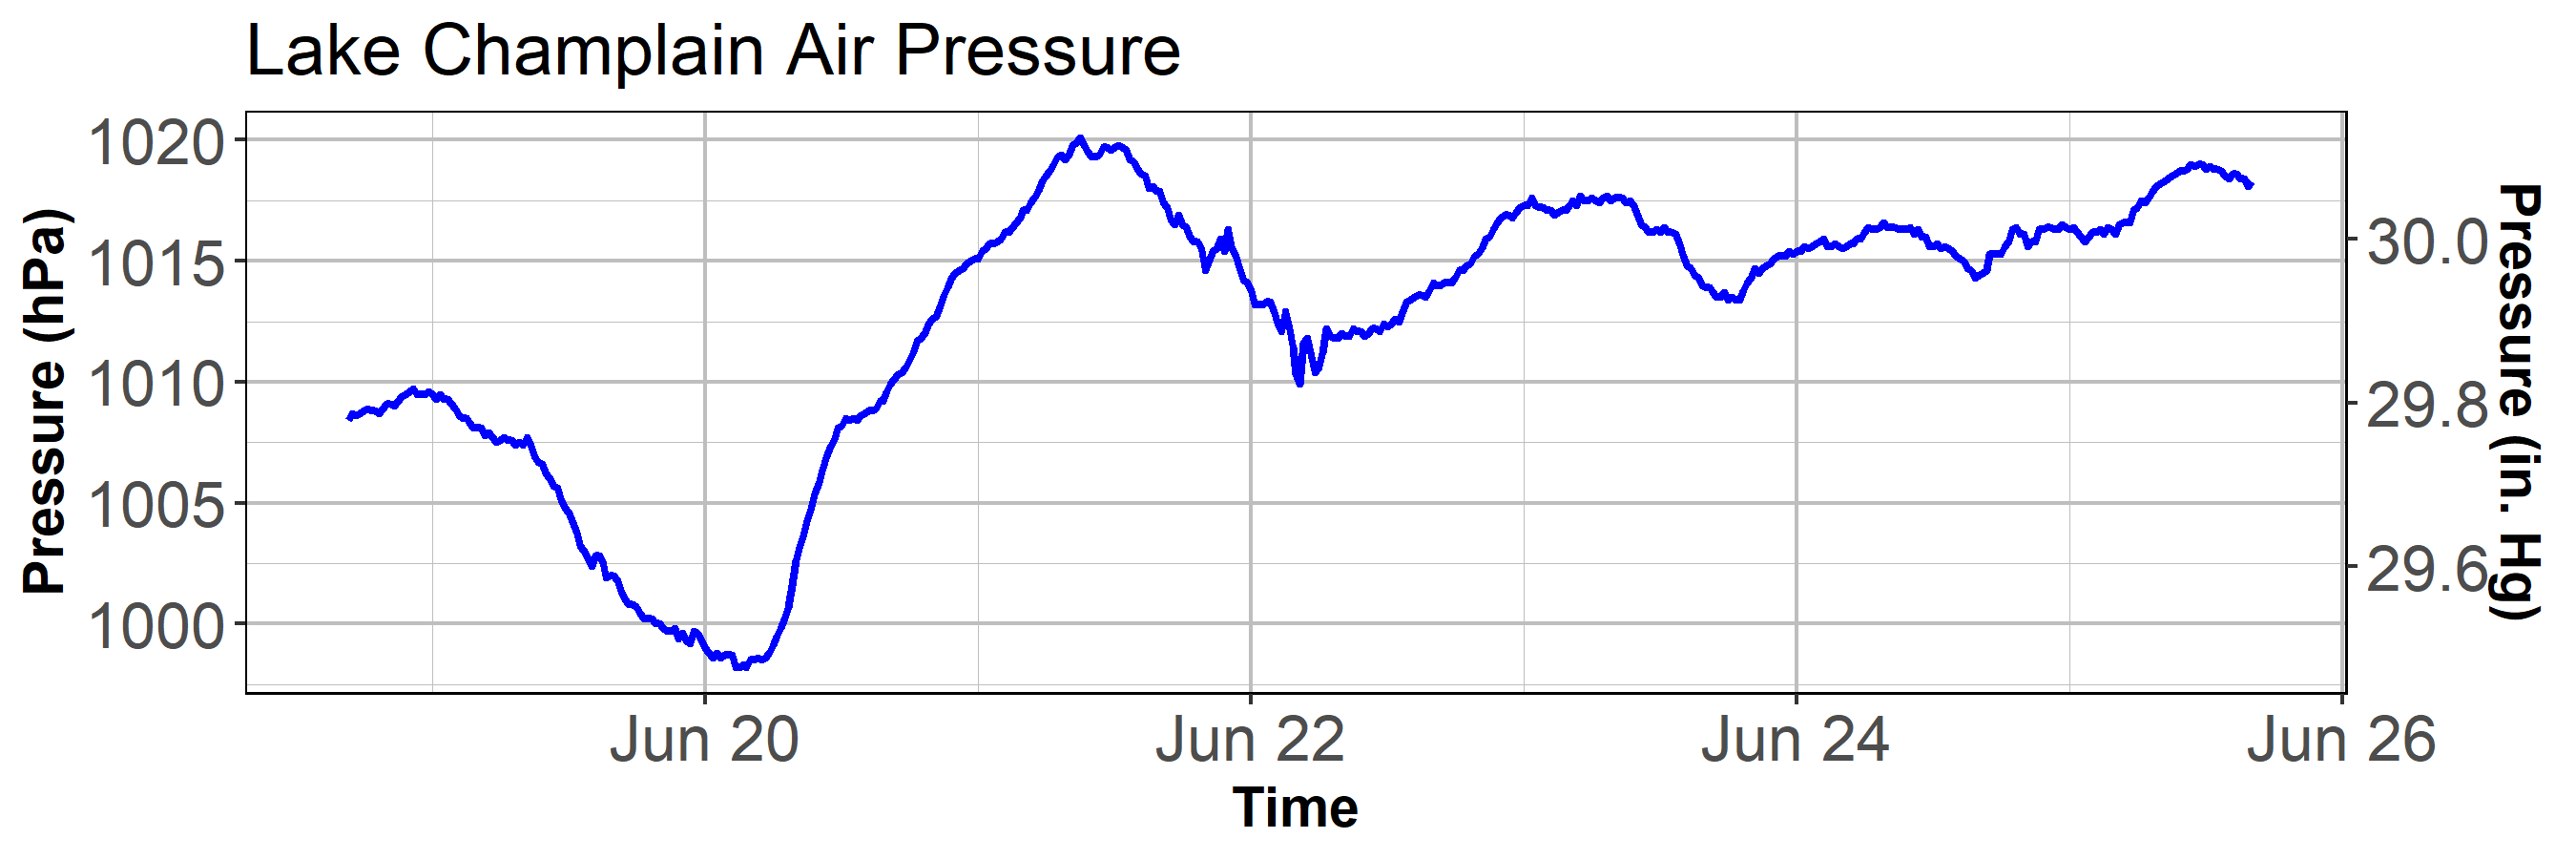 Lake Champlain Air Pressure
Pressure (hPa)
1020
1015
1010
1005
1000
30.0
29.8
29.6
Pressure (in. Hg)
Jun 20
Jun 22
Jun 24
Jun 26
Time